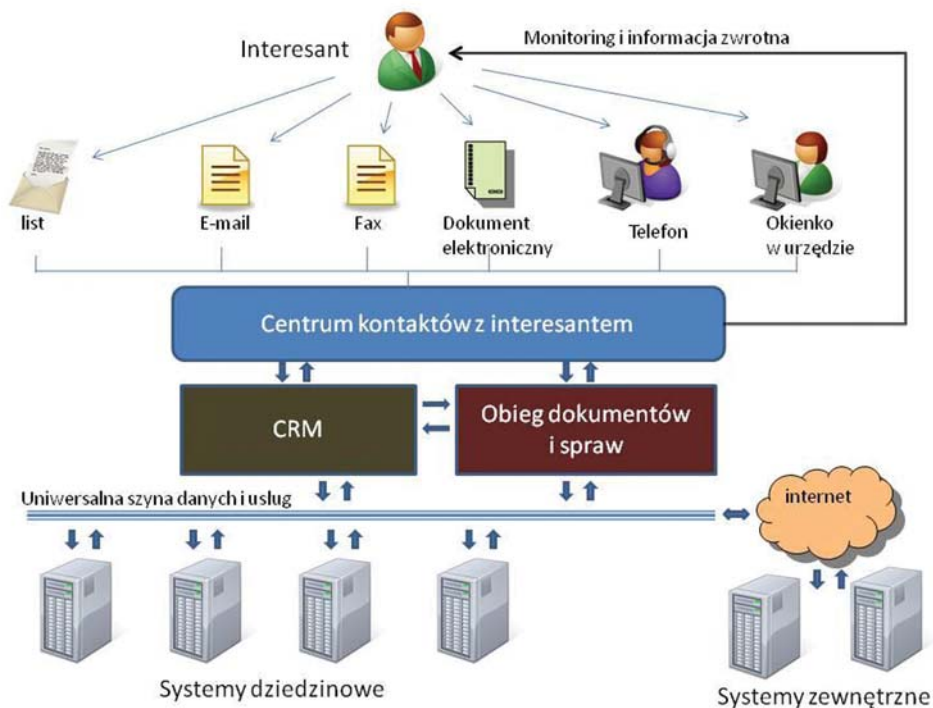 Interesant
Monitoring i informacja zwrotna
list
E-mail
Fax
Dokument
elektroniczny
Telefon
Okienko
w urzędzie
Centrum kontaktów z interesantem
CRM
Obieg dokumentów
i spraw
Uniwersalna szyna danych i usług
internet
Systemy dziedzinowe
Systemy zewnętrzne